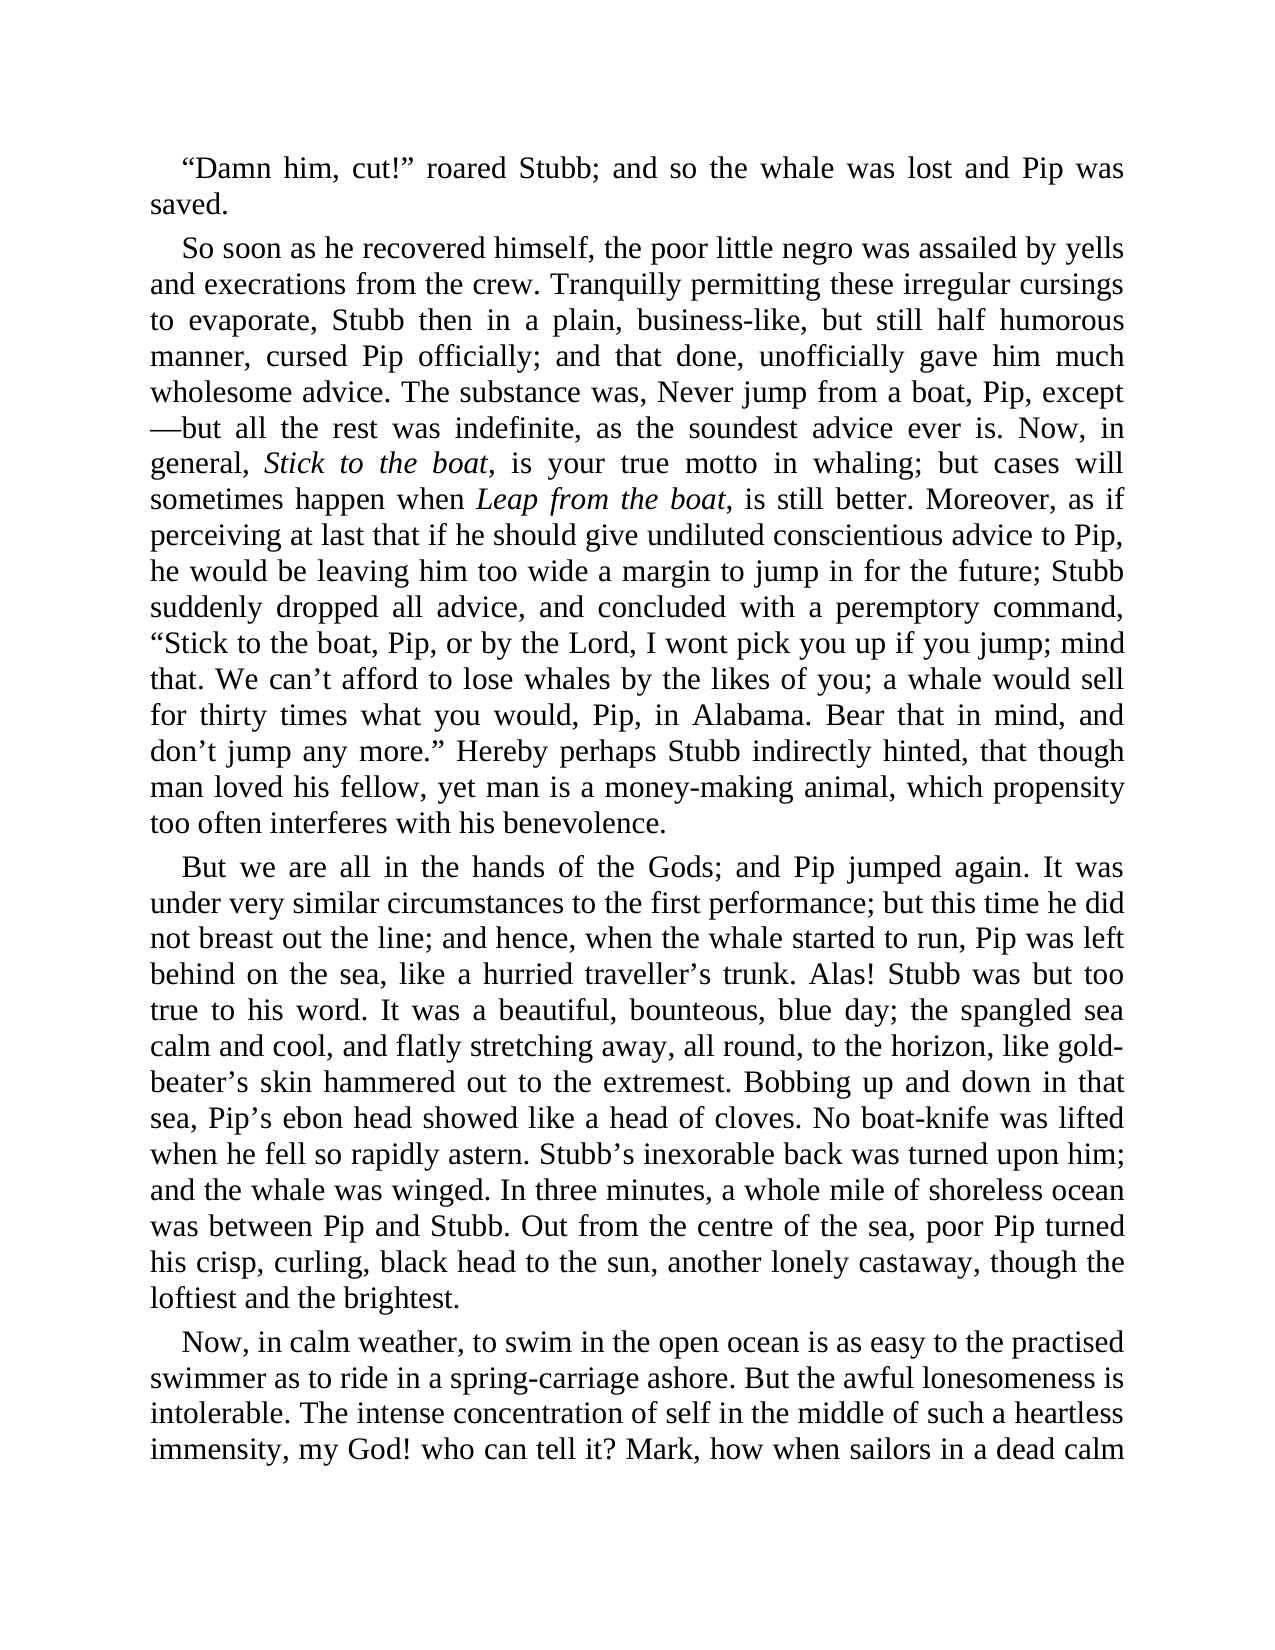 “Damn him, cut!” roared Stubb; and so the whale was lost and Pip was
saved.
So soon as he recovered himself, the poor little negro was assailed by yells
and execrations from the crew. Tranquilly permitting these irregular cursings
to evaporate, Stubb then in a plain, business-like, but still half humorous
manner, cursed Pip officially; and that done, unofficially gave him much
wholesome advice. The substance was, Never jump from a boat, Pip, except
—but all the rest was indefinite, as the soundest advice ever is. Now, in
general, Stick to the boat, is your true motto in whaling; but cases will
sometimes happen when Leap from the boat, is still better. Moreover, as if
perceiving at last that if he should give undiluted conscientious advice to Pip,
he would be leaving him too wide a margin to jump in for the future; Stubb
suddenly dropped all advice, and concluded with a peremptory command,
“Stick to the boat, Pip, or by the Lord, I wont pick you up if you jump; mind
that. We can’t afford to lose whales by the likes of you; a whale would sell
for thirty times what you would, Pip, in Alabama. Bear that in mind, and
don’t jump any more.” Hereby perhaps Stubb indirectly hinted, that though
man loved his fellow, yet man is a money-making animal, which propensity
too often interferes with his benevolence.
But we are all in the hands of the Gods; and Pip jumped again. It was
under very similar circumstances to the first performance; but this time he did
not breast out the line; and hence, when the whale started to run, Pip was left
behind on the sea, like a hurried traveller’s trunk. Alas! Stubb was but too
true to his word. It was a beautiful, bounteous, blue day; the spangled sea
calm and cool, and flatly stretching away, all round, to the horizon, like gold-
beater’s skin hammered out to the extremest. Bobbing up and down in that
sea, Pip’s ebon head showed like a head of cloves. No boat-knife was lifted
when he fell so rapidly astern. Stubb’s inexorable back was turned upon him;
and the whale was winged. In three minutes, a whole mile of shoreless ocean
was between Pip and Stubb. Out from the centre of the sea, poor Pip turned
his crisp, curling, black head to the sun, another lonely castaway, though the
loftiest and the brightest.
Now, in calm weather, to swim in the open ocean is as easy to the practised
swimmer as to ride in a spring-carriage ashore. But the awful lonesomeness is
intolerable. The intense concentration of self in the middle of such a heartless
immensity, my God! who can tell it? Mark, how when sailors in a dead calm